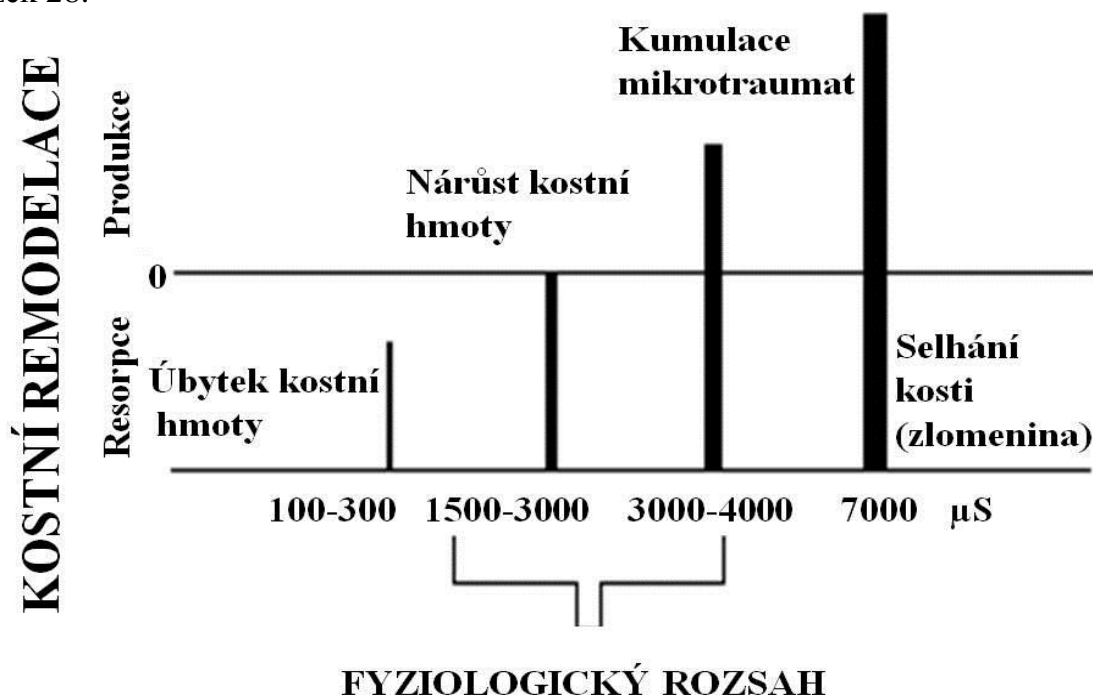 28.
Kumulace
mikrotraumat
KOSTNÍ REMODELACE
Produkce
Nárůst kostní
hmoty
0
Resorpce
Úbytek kostní
hmoty
Selhání
kosti
(zlomenina)
100-300 1500-3000 3000-4000 7000 µS
FYZIOLOGICKÝ ROZSAH